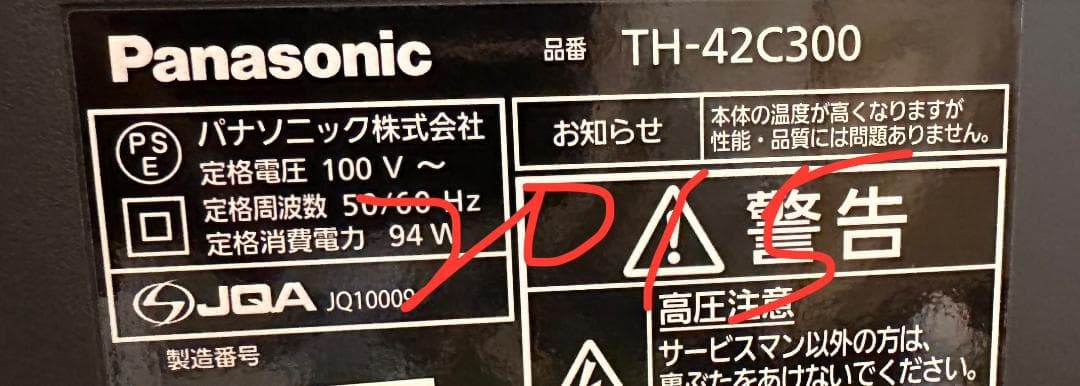 Panasonic
品番 TH-42C300
PS
E
パナソニック株式会社
定格電圧 100 V ～
定格周波数 50/60 Hz
定格消費電力 94 W
JQA JQ10009
製造番号
お知らせ
本体の温度が高くなりますが
性能・品質には問題ありません。
2015
警告
高圧注意
サービスマン以外の方は、
裏ぶたをあけないでください。